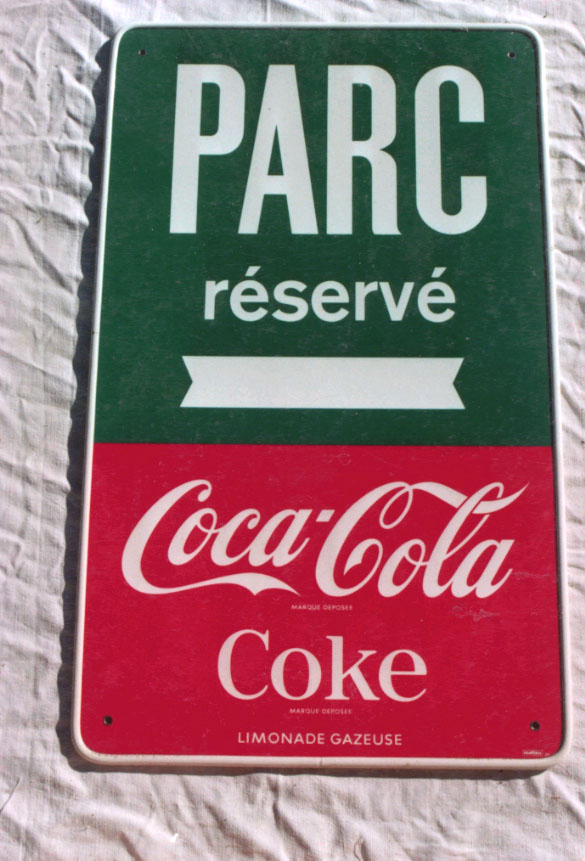 PARC
réservé
Coca-Cola
MARQUE DEPOSEE
Coke
MARQUE DEPOSEE
LIMONADE GAZEUSE